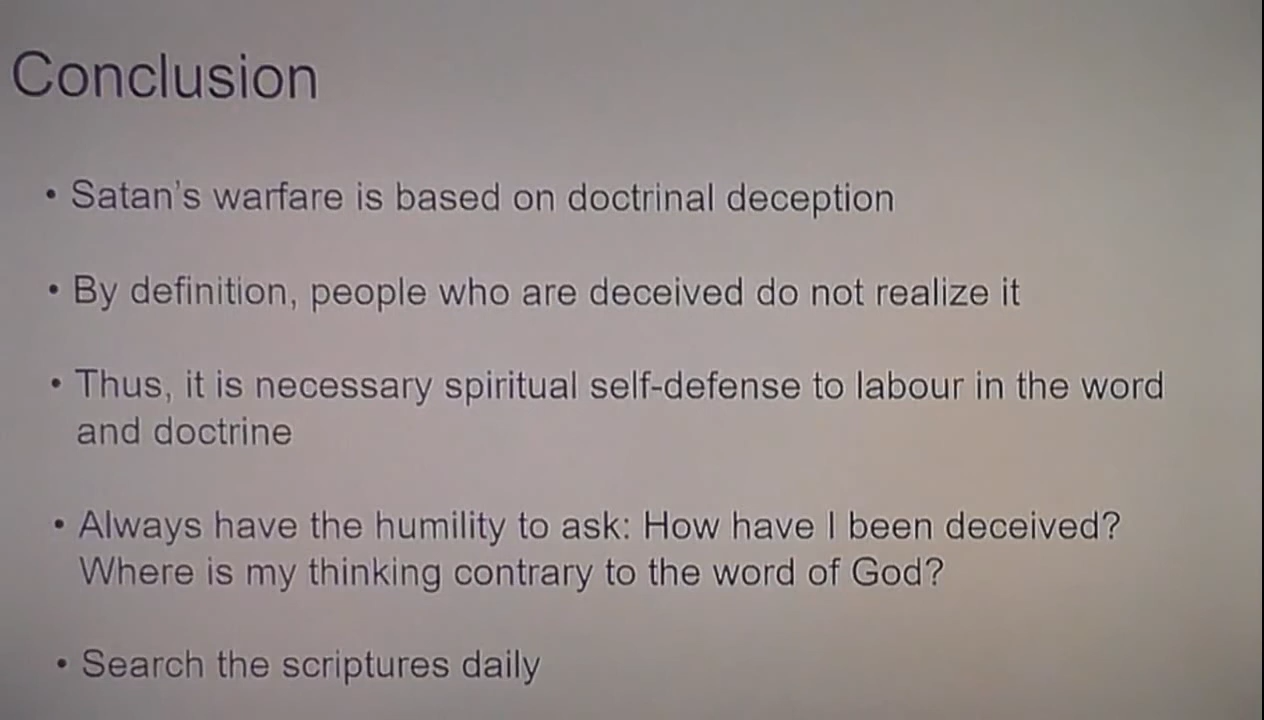 Conclusion
• Satan's warfare is based on doctrinal deception
• By definition, people who are deceived do not realize it
• Thus, it is necessary spiritual self-defense to labour in the word
and doctrine
• Always have the humility to ask: How have I been deceived?
Where is my thinking contrary to the word of God?
• Search the scriptures daily